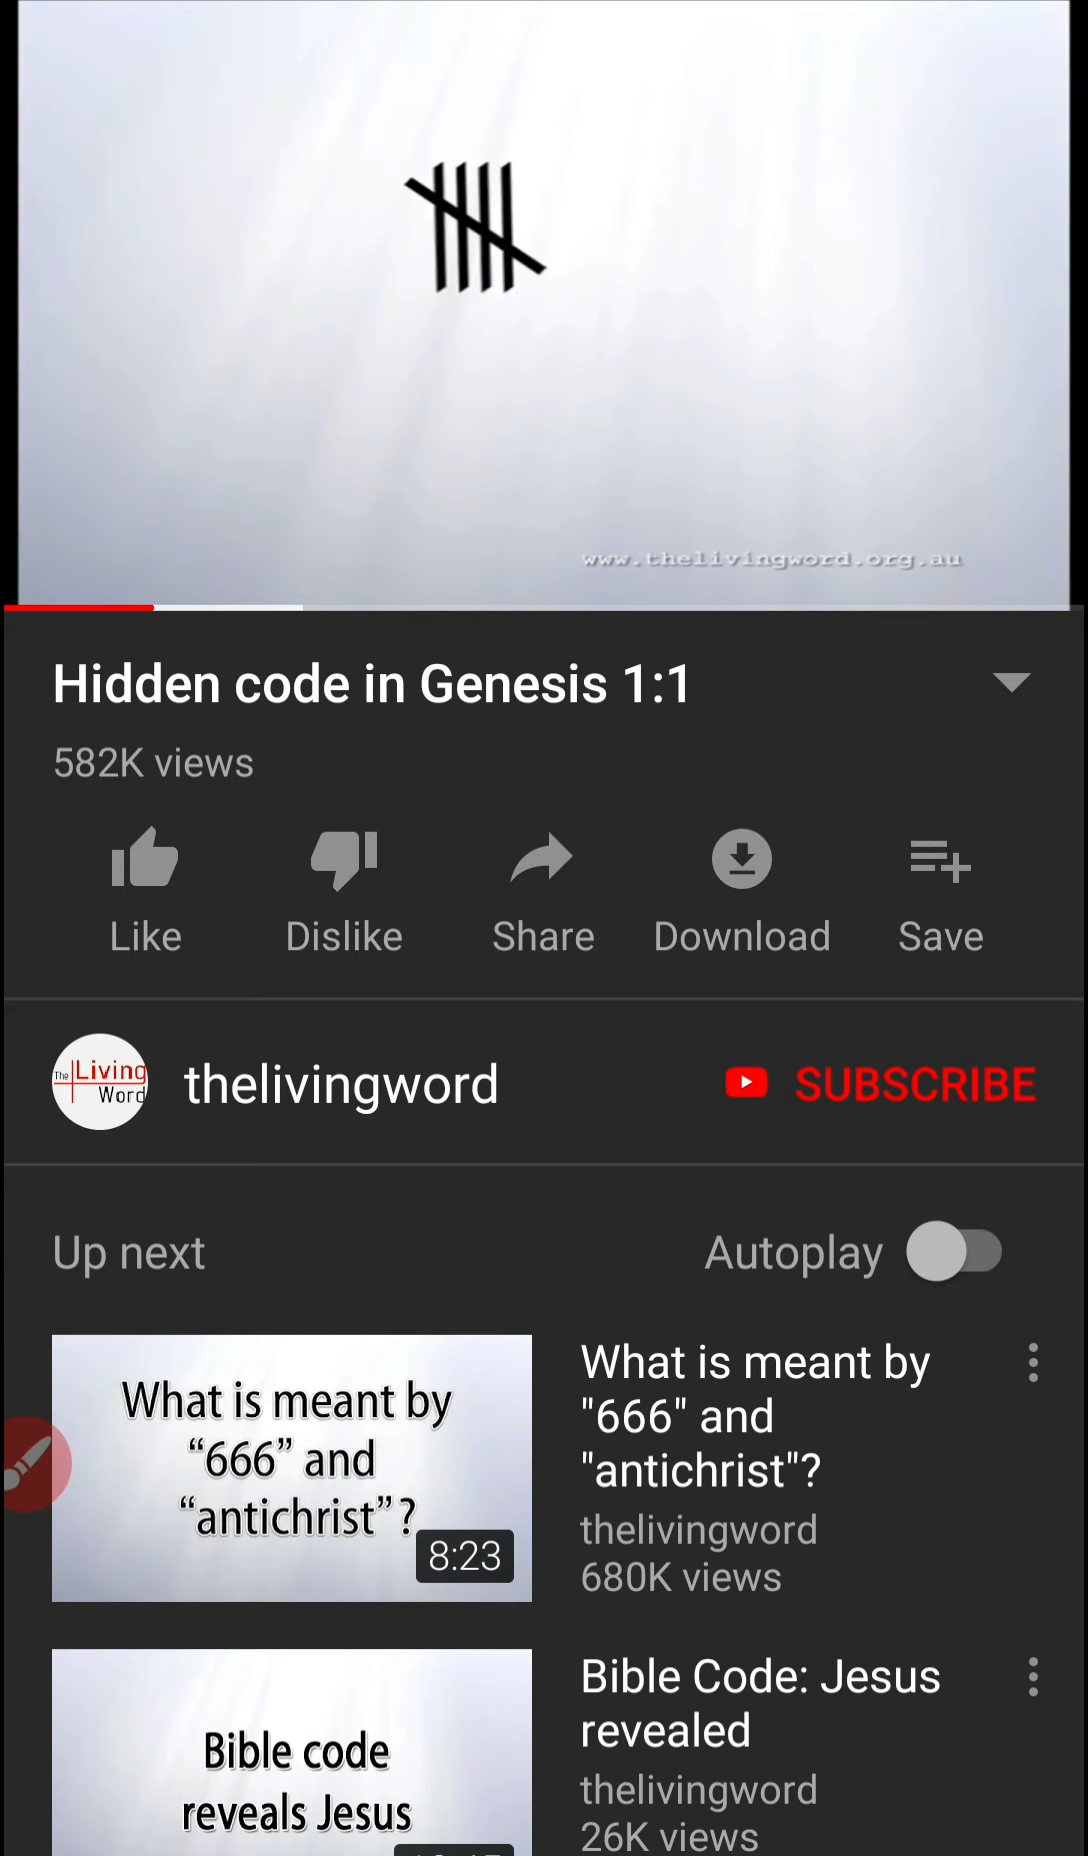 www.thelivingword.org.au
Hidden code in Genesis 1:1
582K views
Like Dislike Share Download Save
The Living
Word
thelivingword SUBSCRIBE
Up next Autoplay
What is meant by
“666” and
“antichrist”?
8:23
What is meant by
"666" and
"antichrist"?
thelivingword
680K views
Bible code
reveals Jesus
Bible Code: Jesus
revealed
thelivingword
26K views